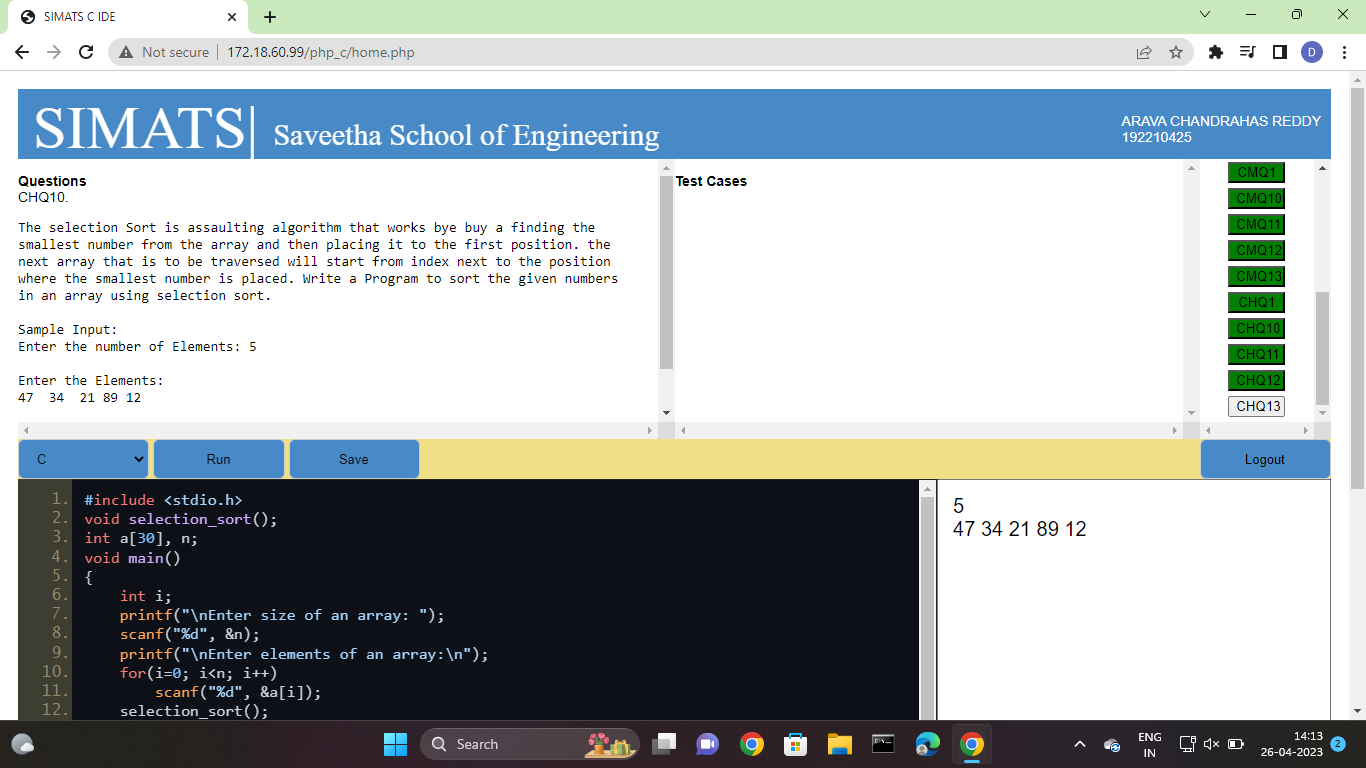 SIMATS C IDE
Not secure
172.18.60.99/php_c/home.php
D
SIMATS| Saveetha School of Engineering
ARAVA CHANDRAHAS REDDY
192210425
Questions
CHQ10.
The selection Sort is assaulting algorithm that works bye buy a finding the
smallest number from the array and then placing it to the first position. the
next array that is to be traversed will start from index next to the position
where the smallest number is placed. Write a Program to sort the given numbers
in an array using selection sort.
Sample Input:
Enter the number of Elements: 5
Enter the Elements:
47  34  21 89 12
Test Cases
CMQ1
CMQ10
CMQ11
CMQ12
CMQ13
CHQ1
CHQ10
CHQ11
CHQ12
CHQ13
C
Run
Save
Logout
1. #include <stdio.h>
2. void selection_sort();
3. int a[30], n;
4. void main()
5. {
6.     int i;
7.     printf("\nEnter size of an array: ");
8.     scanf("%d", &n);
9.     printf("\nEnter elements of an array:\n");
10.     for(i=0; i<n; i++)
11.         scanf("%d", &a[i]);
12.     selection_sort();
5
47 34 21 89 12
Search
ENG
IN
14:13
26-04-2023
2